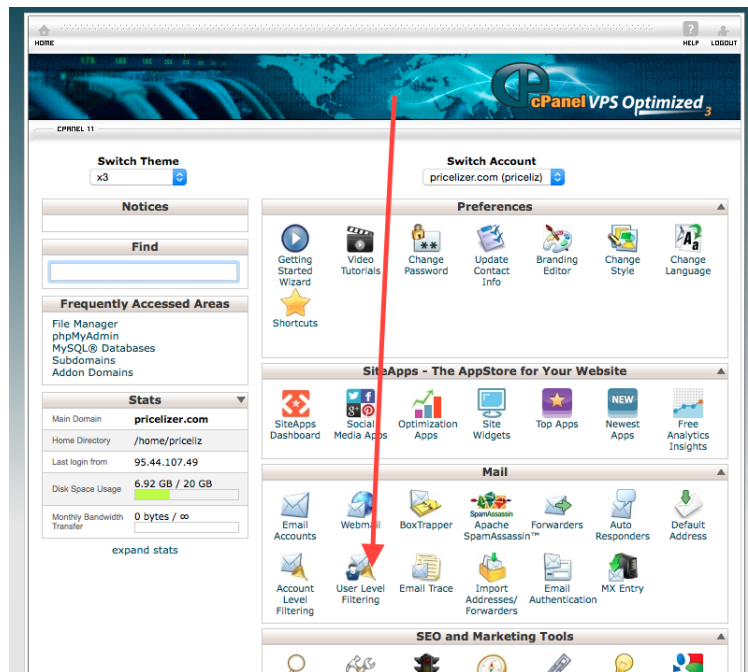 HOME
HELP
LOGOUT
cPanel VPS Optimized 3
CPANEL 11
Switch Theme
x3
Switch Account
pricelizer.com (priceliz)
Notices
Find
Frequently Accessed Areas
File Manager
phpMyAdmin
MySQL® Databases
Subdomains
Addon Domains
Stats
Main Domain pricelizer.com
Home Directory /home/priceliz
Last login from 95.44.107.49
Disk Space Usage 6.92 GB / 20 GB
Monthly Bandwidth
Transfer
0 bytes / ∞
expand stats
Preferences
Getting
Started
Wizard
Video
Tutorials
Change
Password
Update
Contact
Info
Branding
Editor
Change
Style
Change
Language
Shortcuts
SiteApps - The AppStore for Your Website
SiteApps
Dashboard
Social
Media Apps
Optimization
Apps
Site
Widgets
Top Apps
NEW
Newest
Apps
Free
Analytics
Insights
Mail
Email
Accounts
Webmail
BoxTrapper
SpamAssassin
Apache
SpamAssassin™
Forwarders
Auto
Responders
Default
Address
Account
Level
Filtering
User Level
Filtering
Email Trace
Import
Addresses/
Forwarders
Email
Authentication
MX Entry
SEO and Marketing Tools